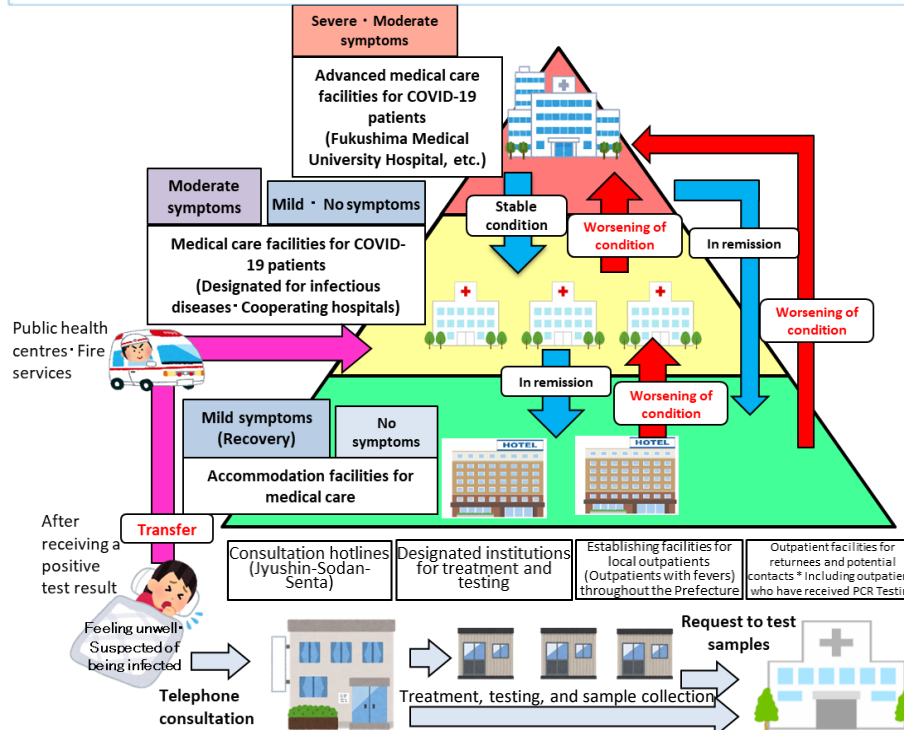 Severe・Moderate
symptoms
Advanced medical care
facilities for COVID-19
patients
(Fukushima Medical
University Hospital, etc.)
Moderate
symptoms
Mild・No symptoms
Stable
condition
Worsening of
condition
In remission
Medical care facilities for COVID-
19 patients
(Designated for infectious
diseases・Cooperating hospitals)
Public health
centres・Fire
services
Worsening of
condition
In remission
Worsening of
condition
Mild symptoms
(Recovery)
No
symptoms
HOTEL
HOTEL
Accommodation facilities for
medical care
After
receiving a
positive test
result
Transfer
Consultation hotlines
(Jyushin-Sodan-
Senta)
Designated institutions
for treatment and
testing
Establishing facilities for
local outpatients
(Outpatients with fevers)
throughout the Prefecture
Outpatient facilities for
returnees and potential
contacts * Including outpatien
who have received PCR Testin
Feeling unwell・
Suspected of
being infected
Request to test
samples
Telephone
consultation
Treatment, testing, and sample collection